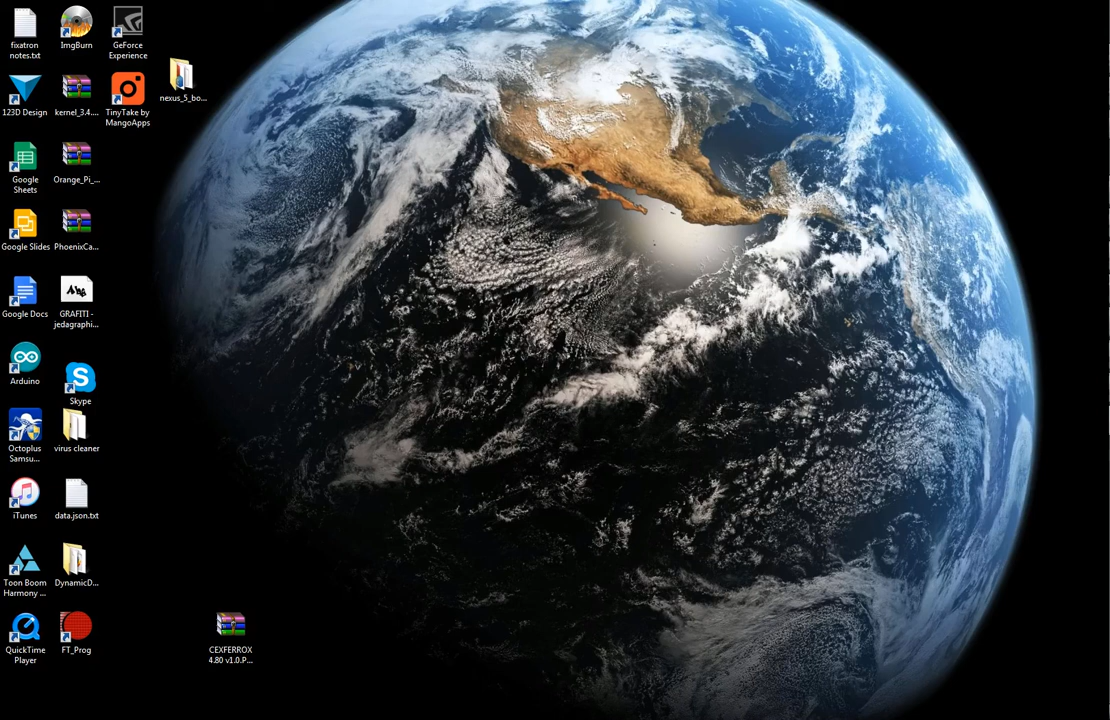 fixatron
notes.txt
ImgBurn
GeForce
Experience
123D Design
kernel_3.4....
TinyTake by
MangoApps
nexus_5_bo...
Google
Sheets
Orange_Pi_...
Google Slides
PhoenixCa...
Google Docs
GRAFITI -
jedagraphi...
Arduino
Skype
Octoplus
Samsu...
virus cleaner
iTunes
data.json.txt
Toon Boom
Harmony ...
DynamicD...
QuickTime
Player
FT_Prog
CEXFERROX
4.80 v1.0.P...